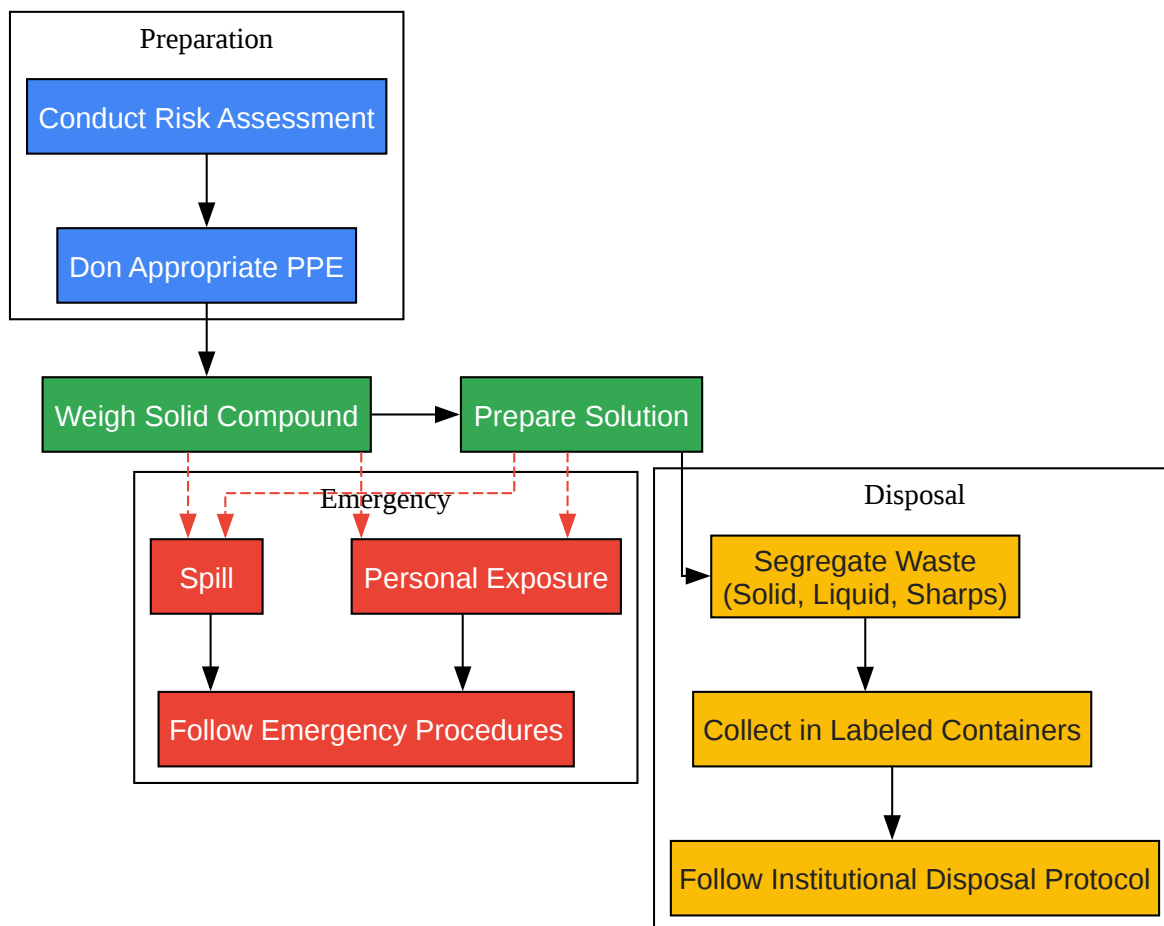 Preparation
Conduct Risk Assessment
Don Appropriate PPE
Weigh Solid Compound
Prepare Solution
Emergency
Spill
Personal Exposure
Follow Emergency Procedures
Disposal
Segregate Waste
(Solid, Liquid, Sharps)
Collect in Labeled Containers
Follow Institutional Disposal Protocol